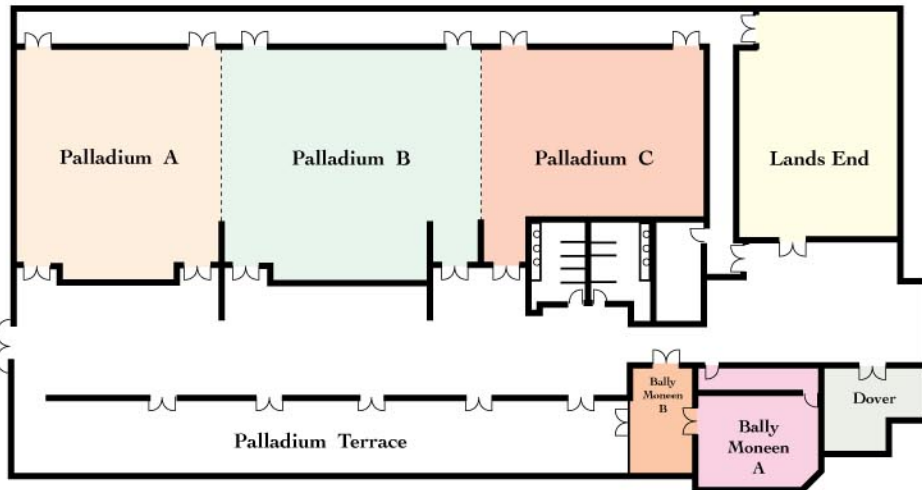 Palladium A
Palladium B
Palladium C
Lands End
Bally
Moneen
B
Dover
Palladium Terrace
Bally
Moneen
A